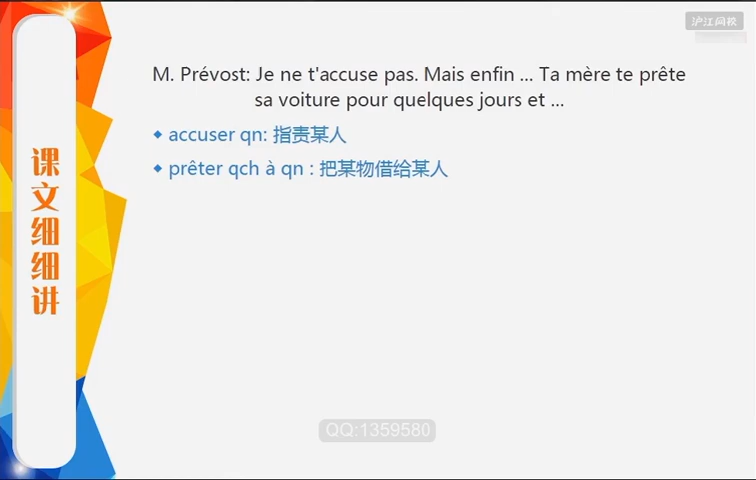 沪江网校
M. Prévost: Je ne t'accuse pas. Mais enfin ... Ta mère te prête
sa voiture pour quelques jours et ...
◆ accuser qn: 指责某人
◆ prêter qch à qn : 把某物借给某人
课文细细讲
QQ:1359580